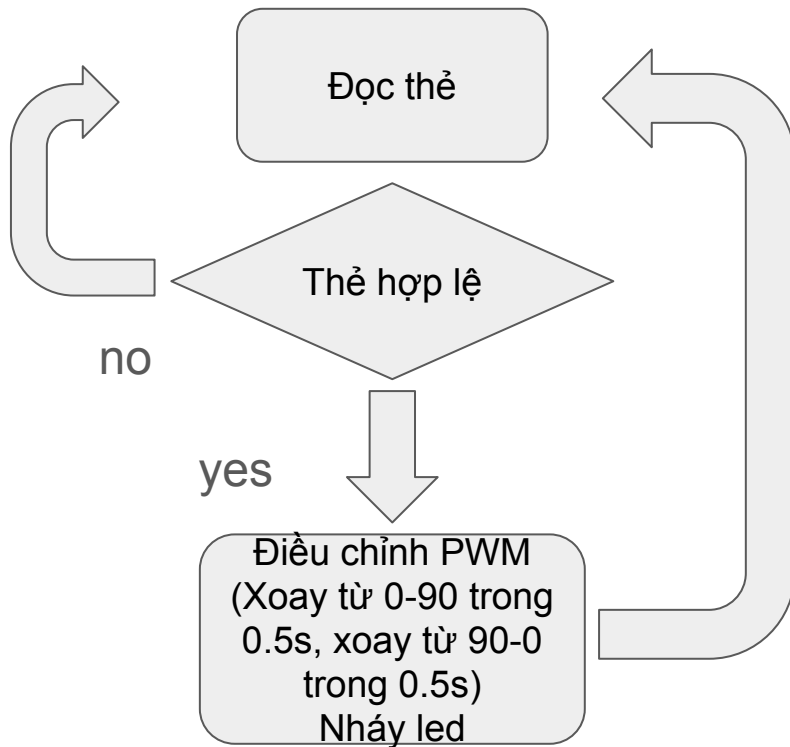 Đọc thẻ
Thẻ hợp lệ
no
yes
Điều chỉnh PWM
(Xoay từ 0-90 trong
0.5s, xoay từ 90-0
trong 0.5s)
Nháy led